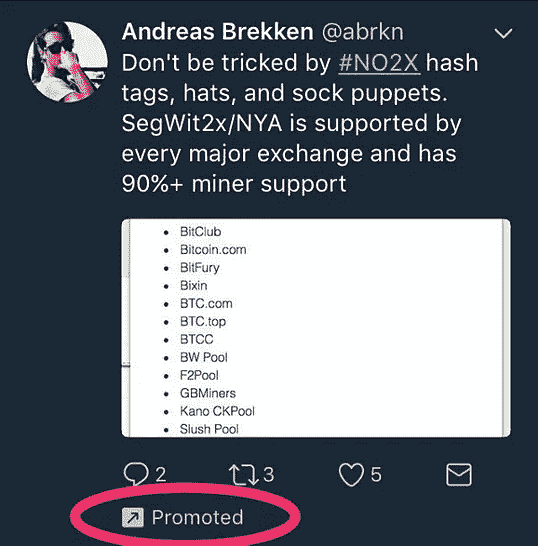 Andreas Brekken @abrkn
Don't be tricked by #NO2X hash
tags, hats, and sock puppets.
SegWit2x/NYA is supported by
every major exchange and has
90%+ miner support
• BitClub
• Bitcoin.com
• BitFury
• Bixin
• BTC.com
• BTC.top
• BTCC
• BW Pool
• F2Pool
• GBMiners
• Kano CKPool
• Slush Pool
2 3 5
Promoted